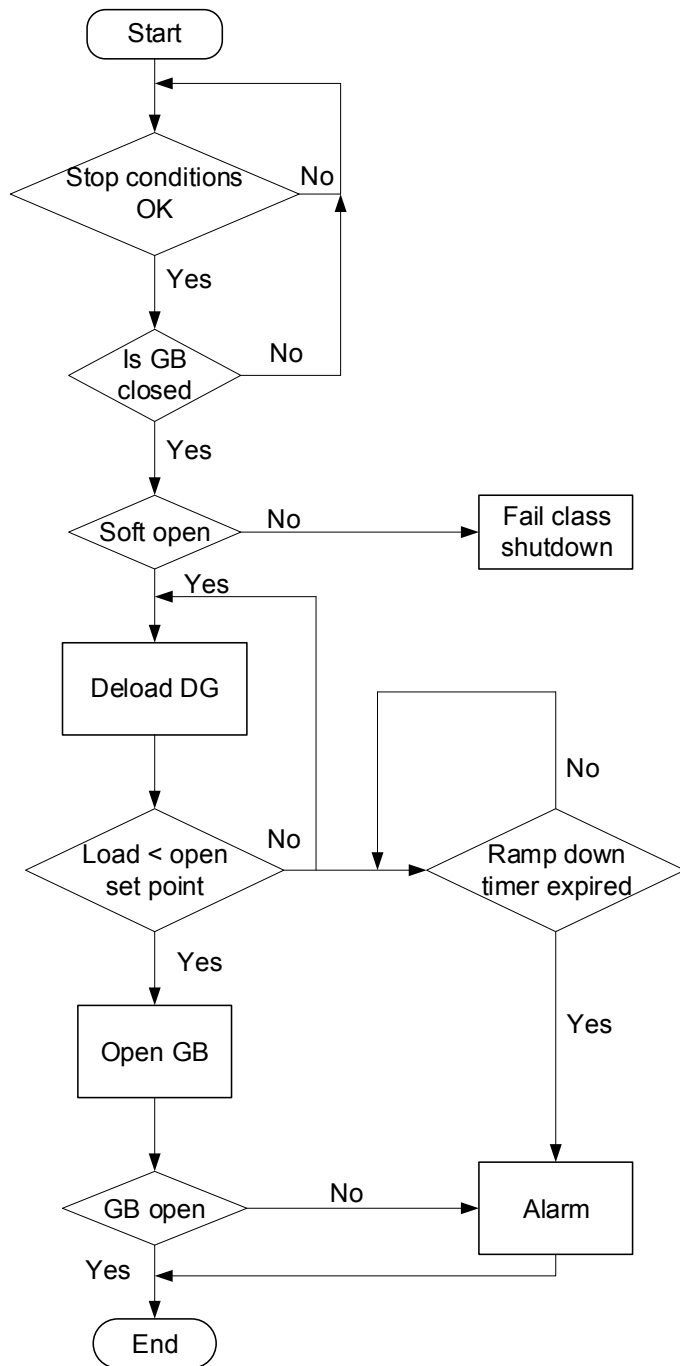 Start
Stop conditions
OK
No
Yes
Is GB
closed
No
Yes
Soft open
No
Fail class
shutdown
Yes
Deload DG
No
Load < open
set point
No
Ramp down
timer expired
Yes
Open GB
Yes
GB open
No
Alarm
Yes
End